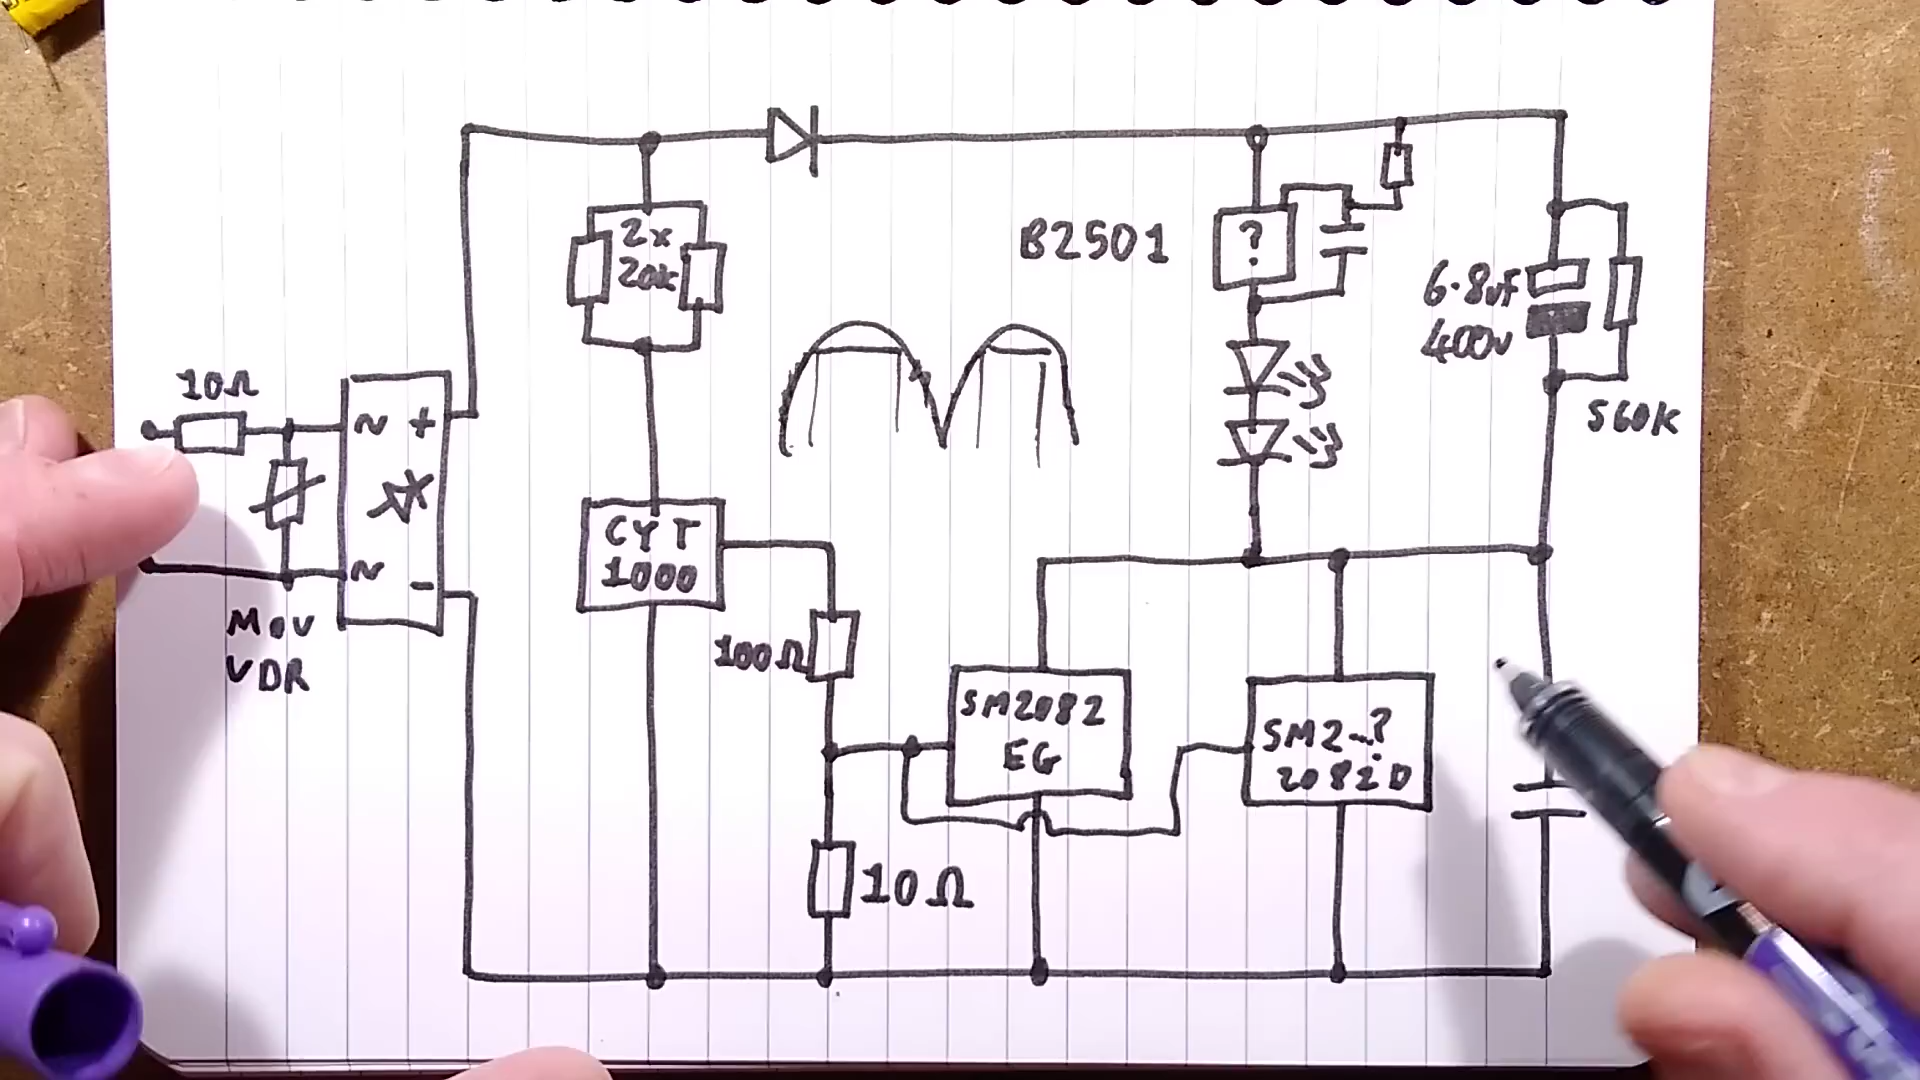 10Ω
~ +
~ -
MOV
VDR
2x
20k
CYT
1000
100Ω
10Ω
B2501
?
6.8uF
400v
560K
SM2082
EG
SM2-?
2082D